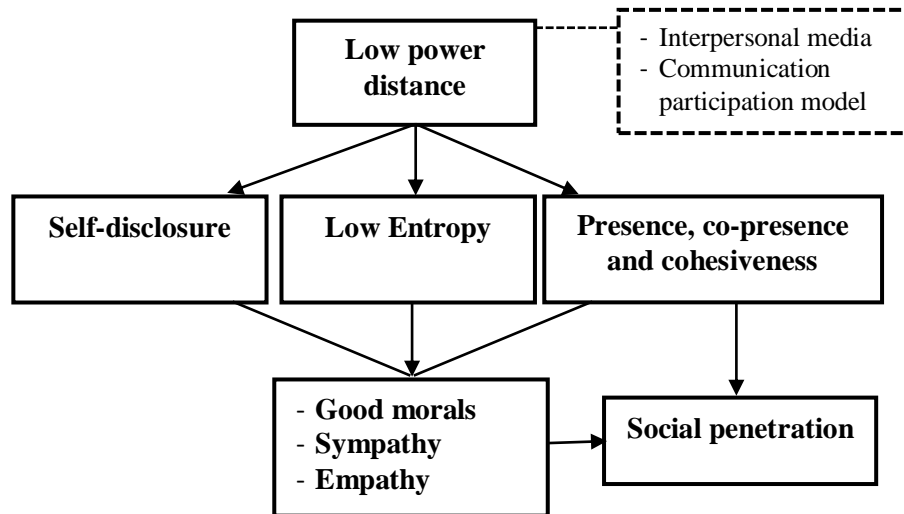 Low power
distance
- Interpersonal media
- Communication
participation model
Self-disclosure
Low Entropy
Presence, co-presence
and cohesiveness
- Good morals
- Sympathy
- Empathy
Social penetration